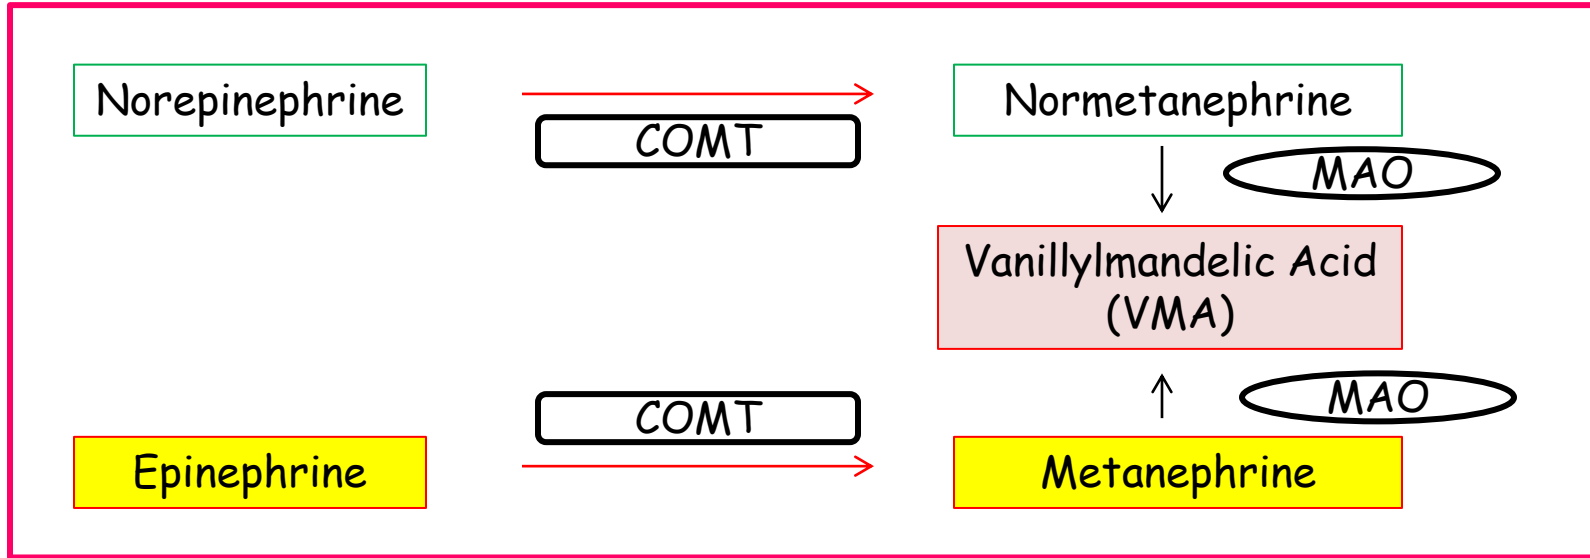 Norepinephrine
COMT
Normetanephrine
MAO
Vanillylmandelic Acid
(VMA)
COMT
MAO
Epinephrine
Metanephrine